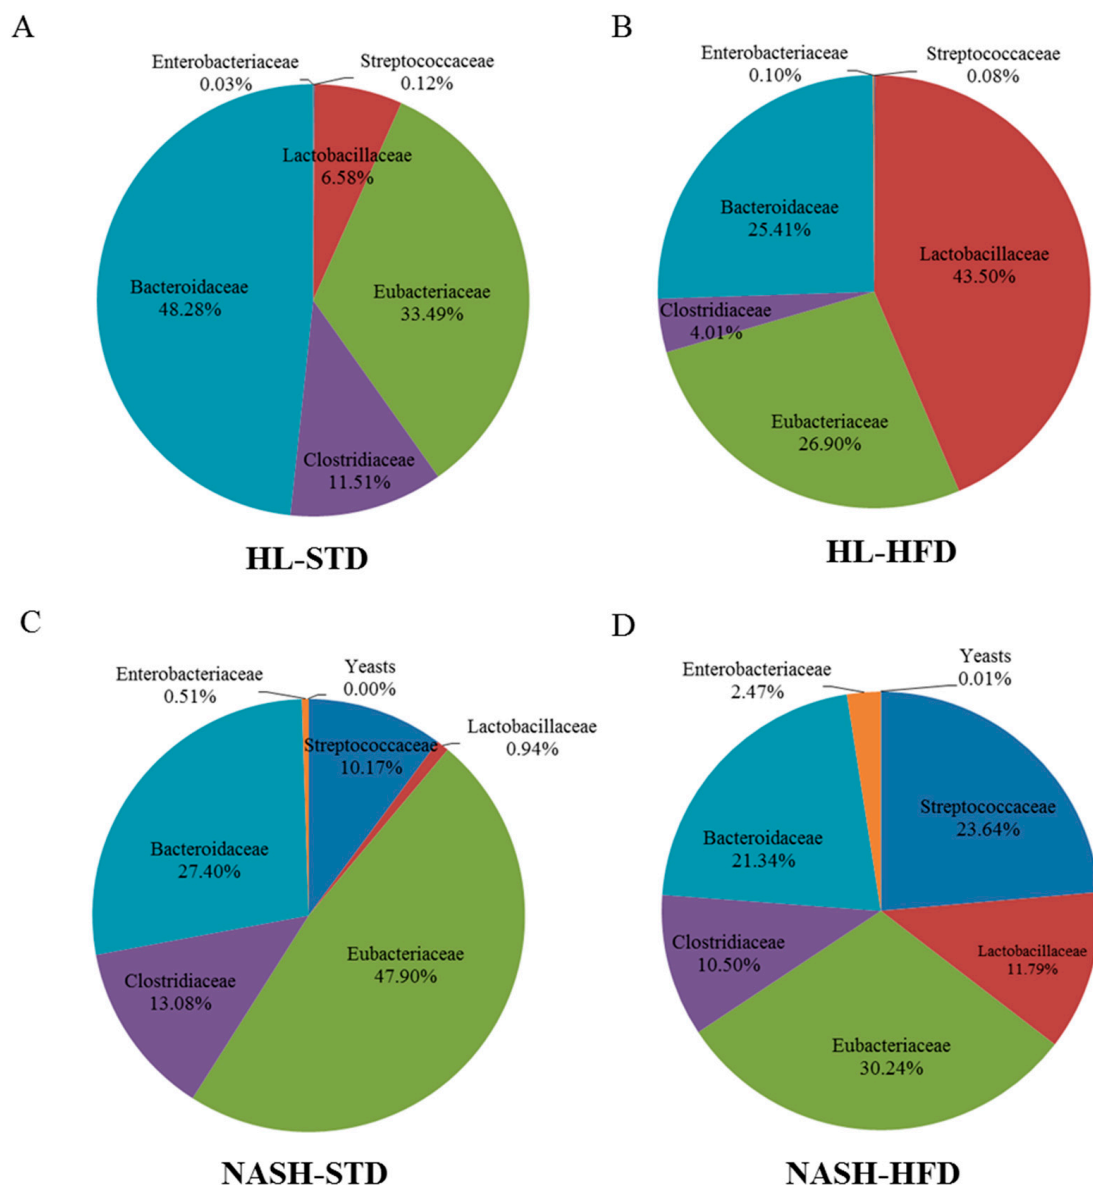 A
Enterobacteriaceae
0.03%
Streptococcaceae
0.12%
Lactobacillaceae
6.58%
Bacteroidaceae
48.28%
Eubacteriaceae
33.49%
Clostridiaceae
11.51%
HL-STD
B
Enterobacteriaceae
0.10%
Streptococcaceae
0.08%
Bacteroidaceae
25.41%
Lactobacillaceae
43.50%
Clostridiaceae
4.01%
Eubacteriaceae
26.90%
HL-HFD
C
Enterobacteriaceae
0.51%
Yeasts
0.00%
Streptococcaceae
10.17%
Lactobacillaceae
0.94%
Bacteroidaceae
27.40%
Eubacteriaceae
47.90%
Clostridiaceae
13.08%
NASH-STD
D
Enterobacteriaceae
2.47%
Yeasts
0.01%
Streptococcaceae
23.64%
Bacteroidaceae
21.34%
Clostridiaceae
10.50%
Lactobacillaceae
11.79%
Eubacteriaceae
30.24%
NASH-HFD